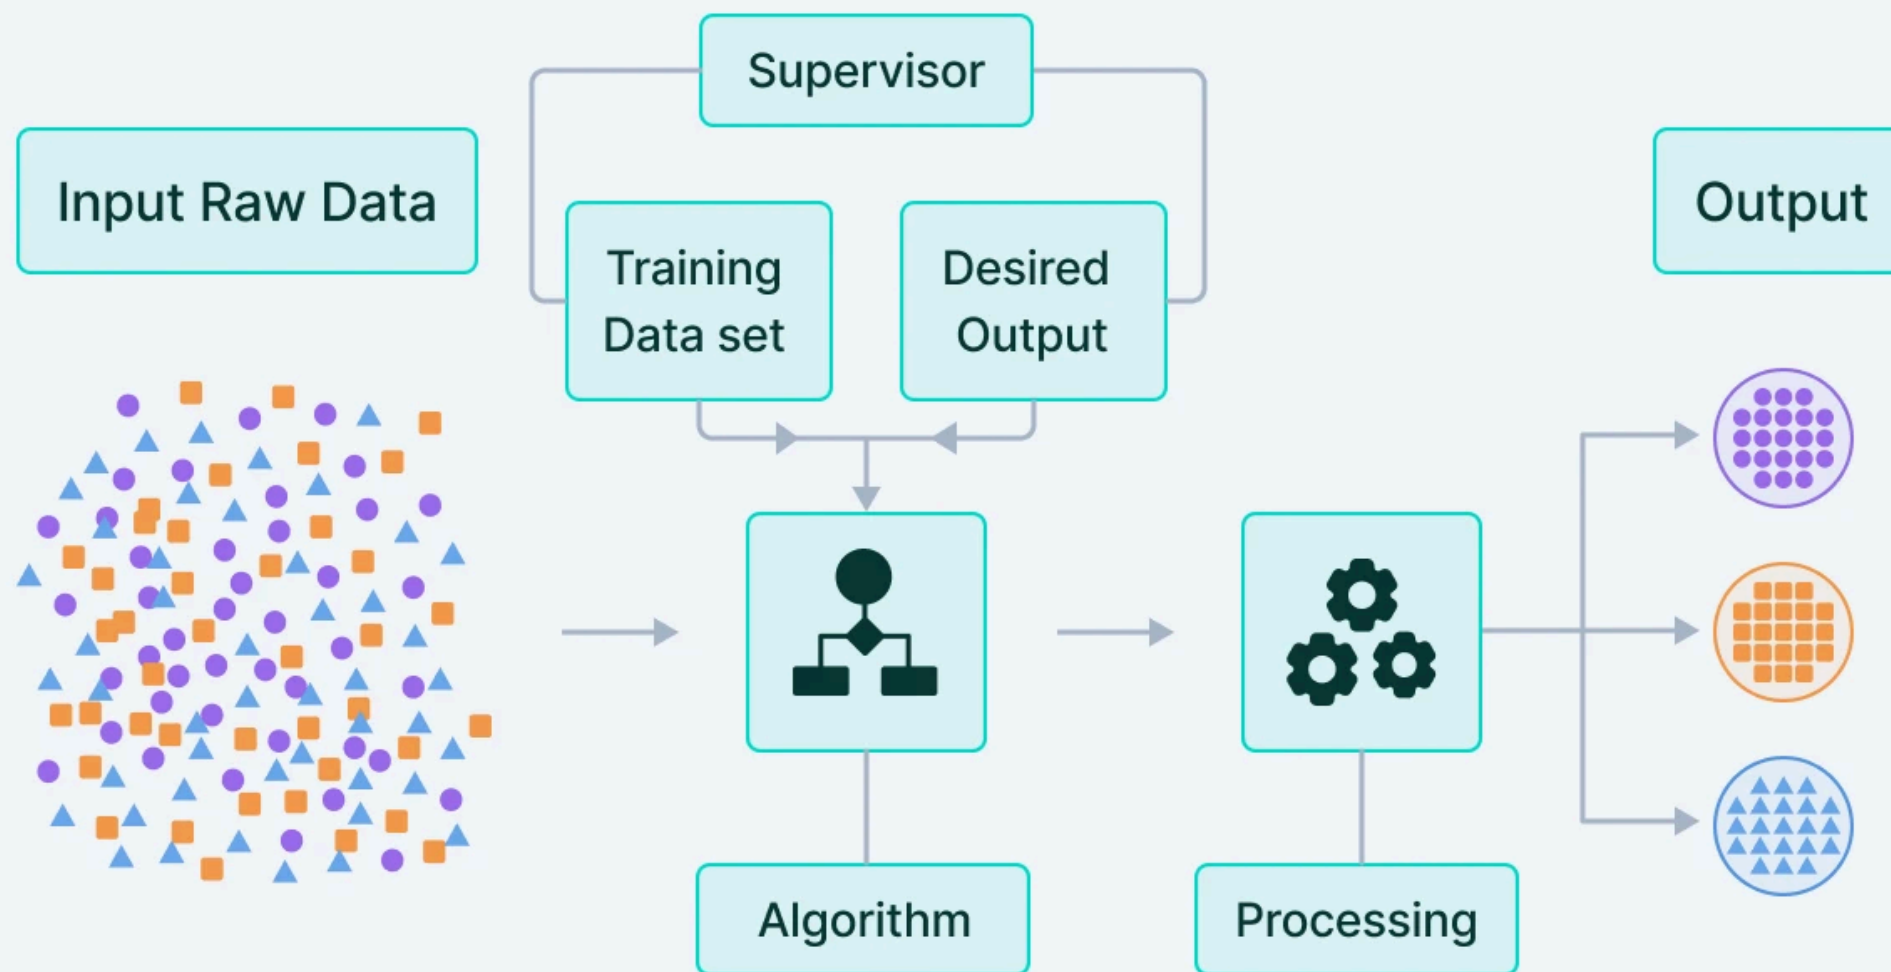 Supervisor
Input Raw Data
Output
Training
Data set
Desired
Output
Algorithm
Processing